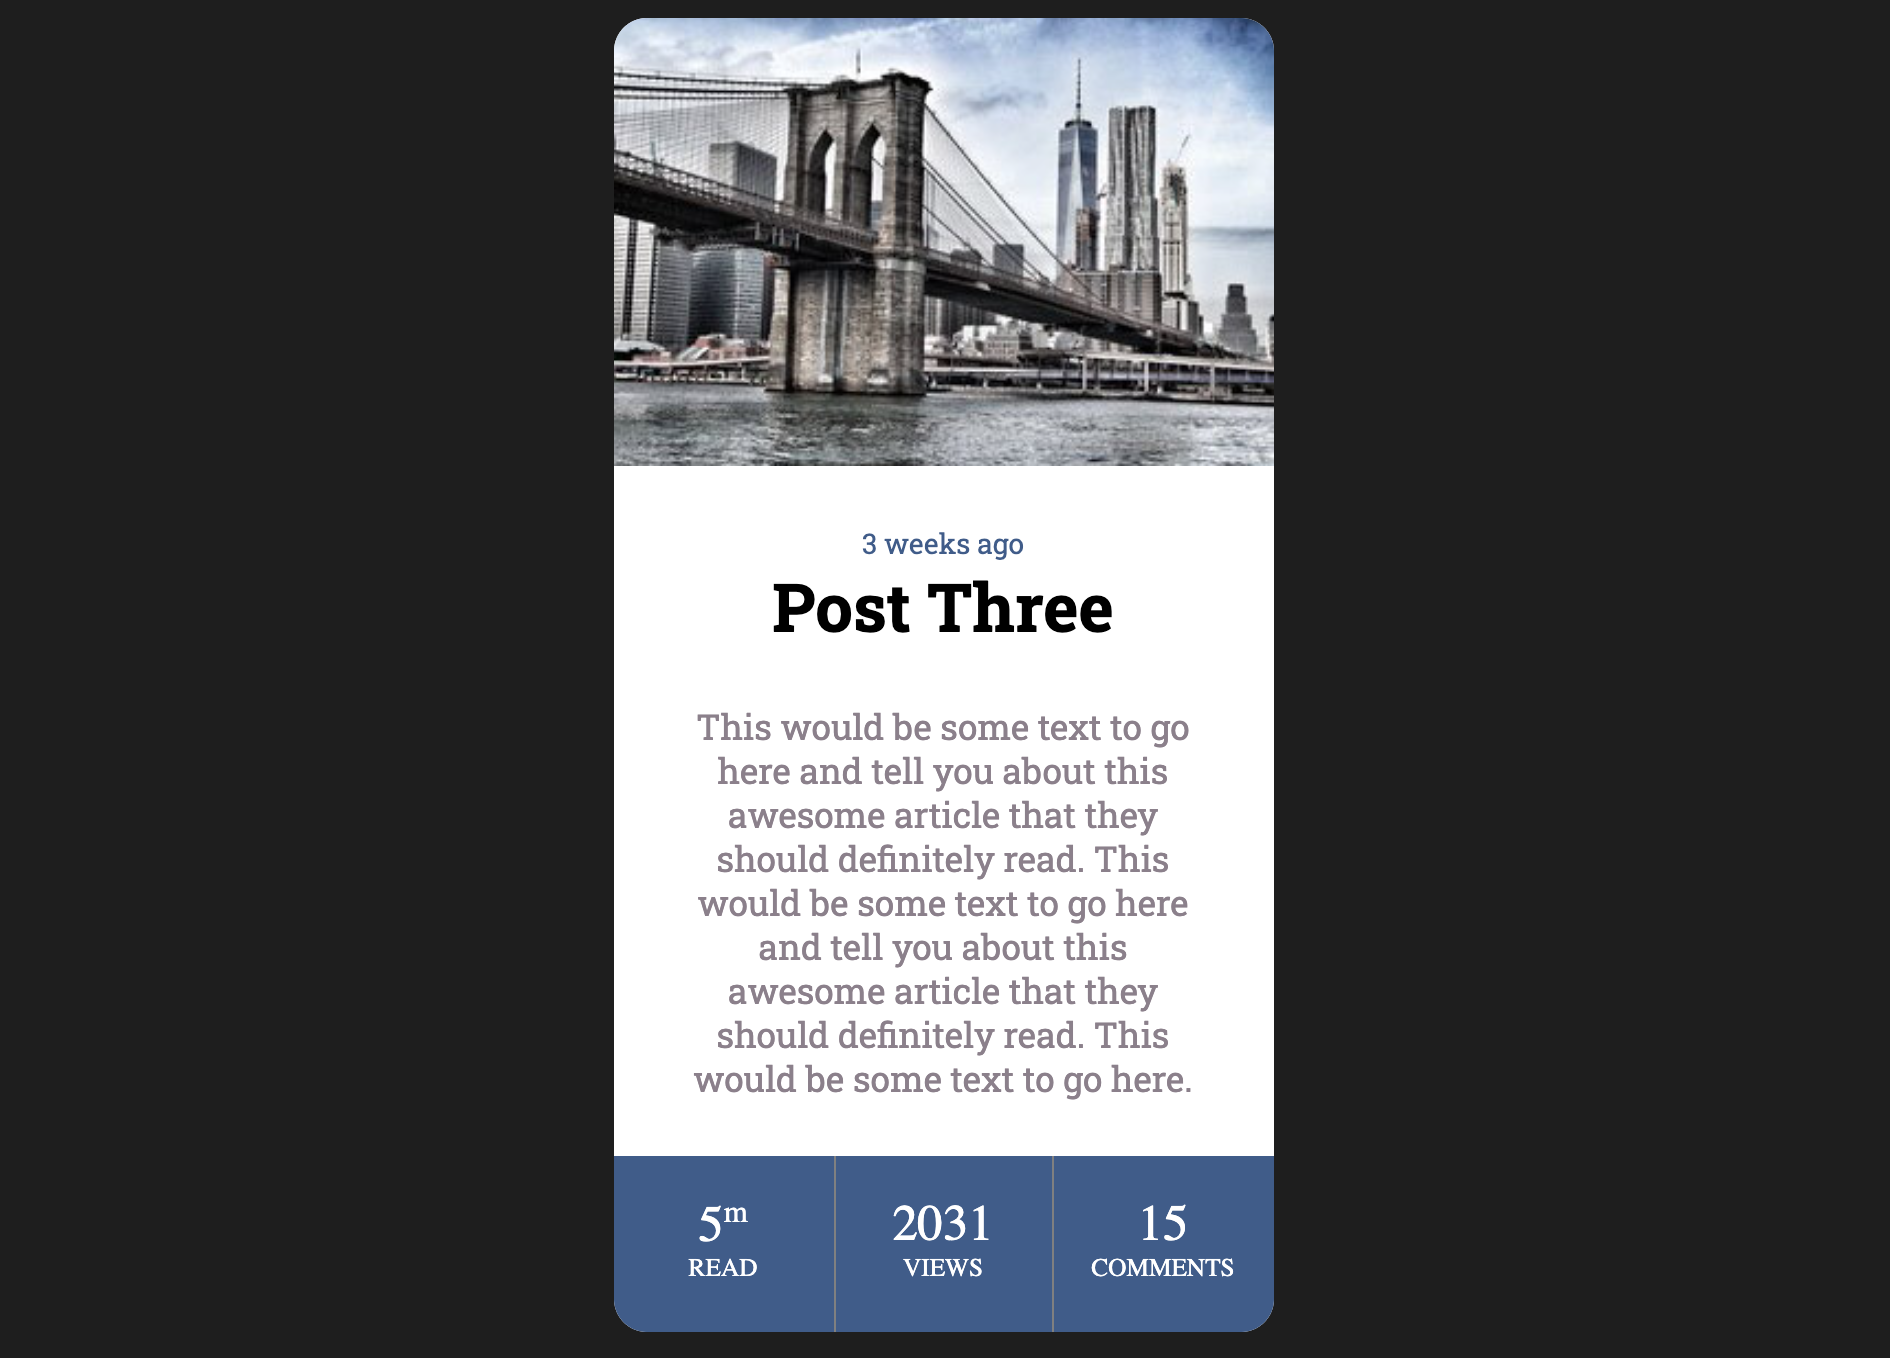 3 weeks ago
Post Three
This would be some text to go
here and tell you about this
awesome article that they
should definitely read. This
would be some text to go here
and tell you about this
awesome article that they
should definitely read. This
would be some text to go here.
5m
READ
2031
VIEWS
15
COMMENTS